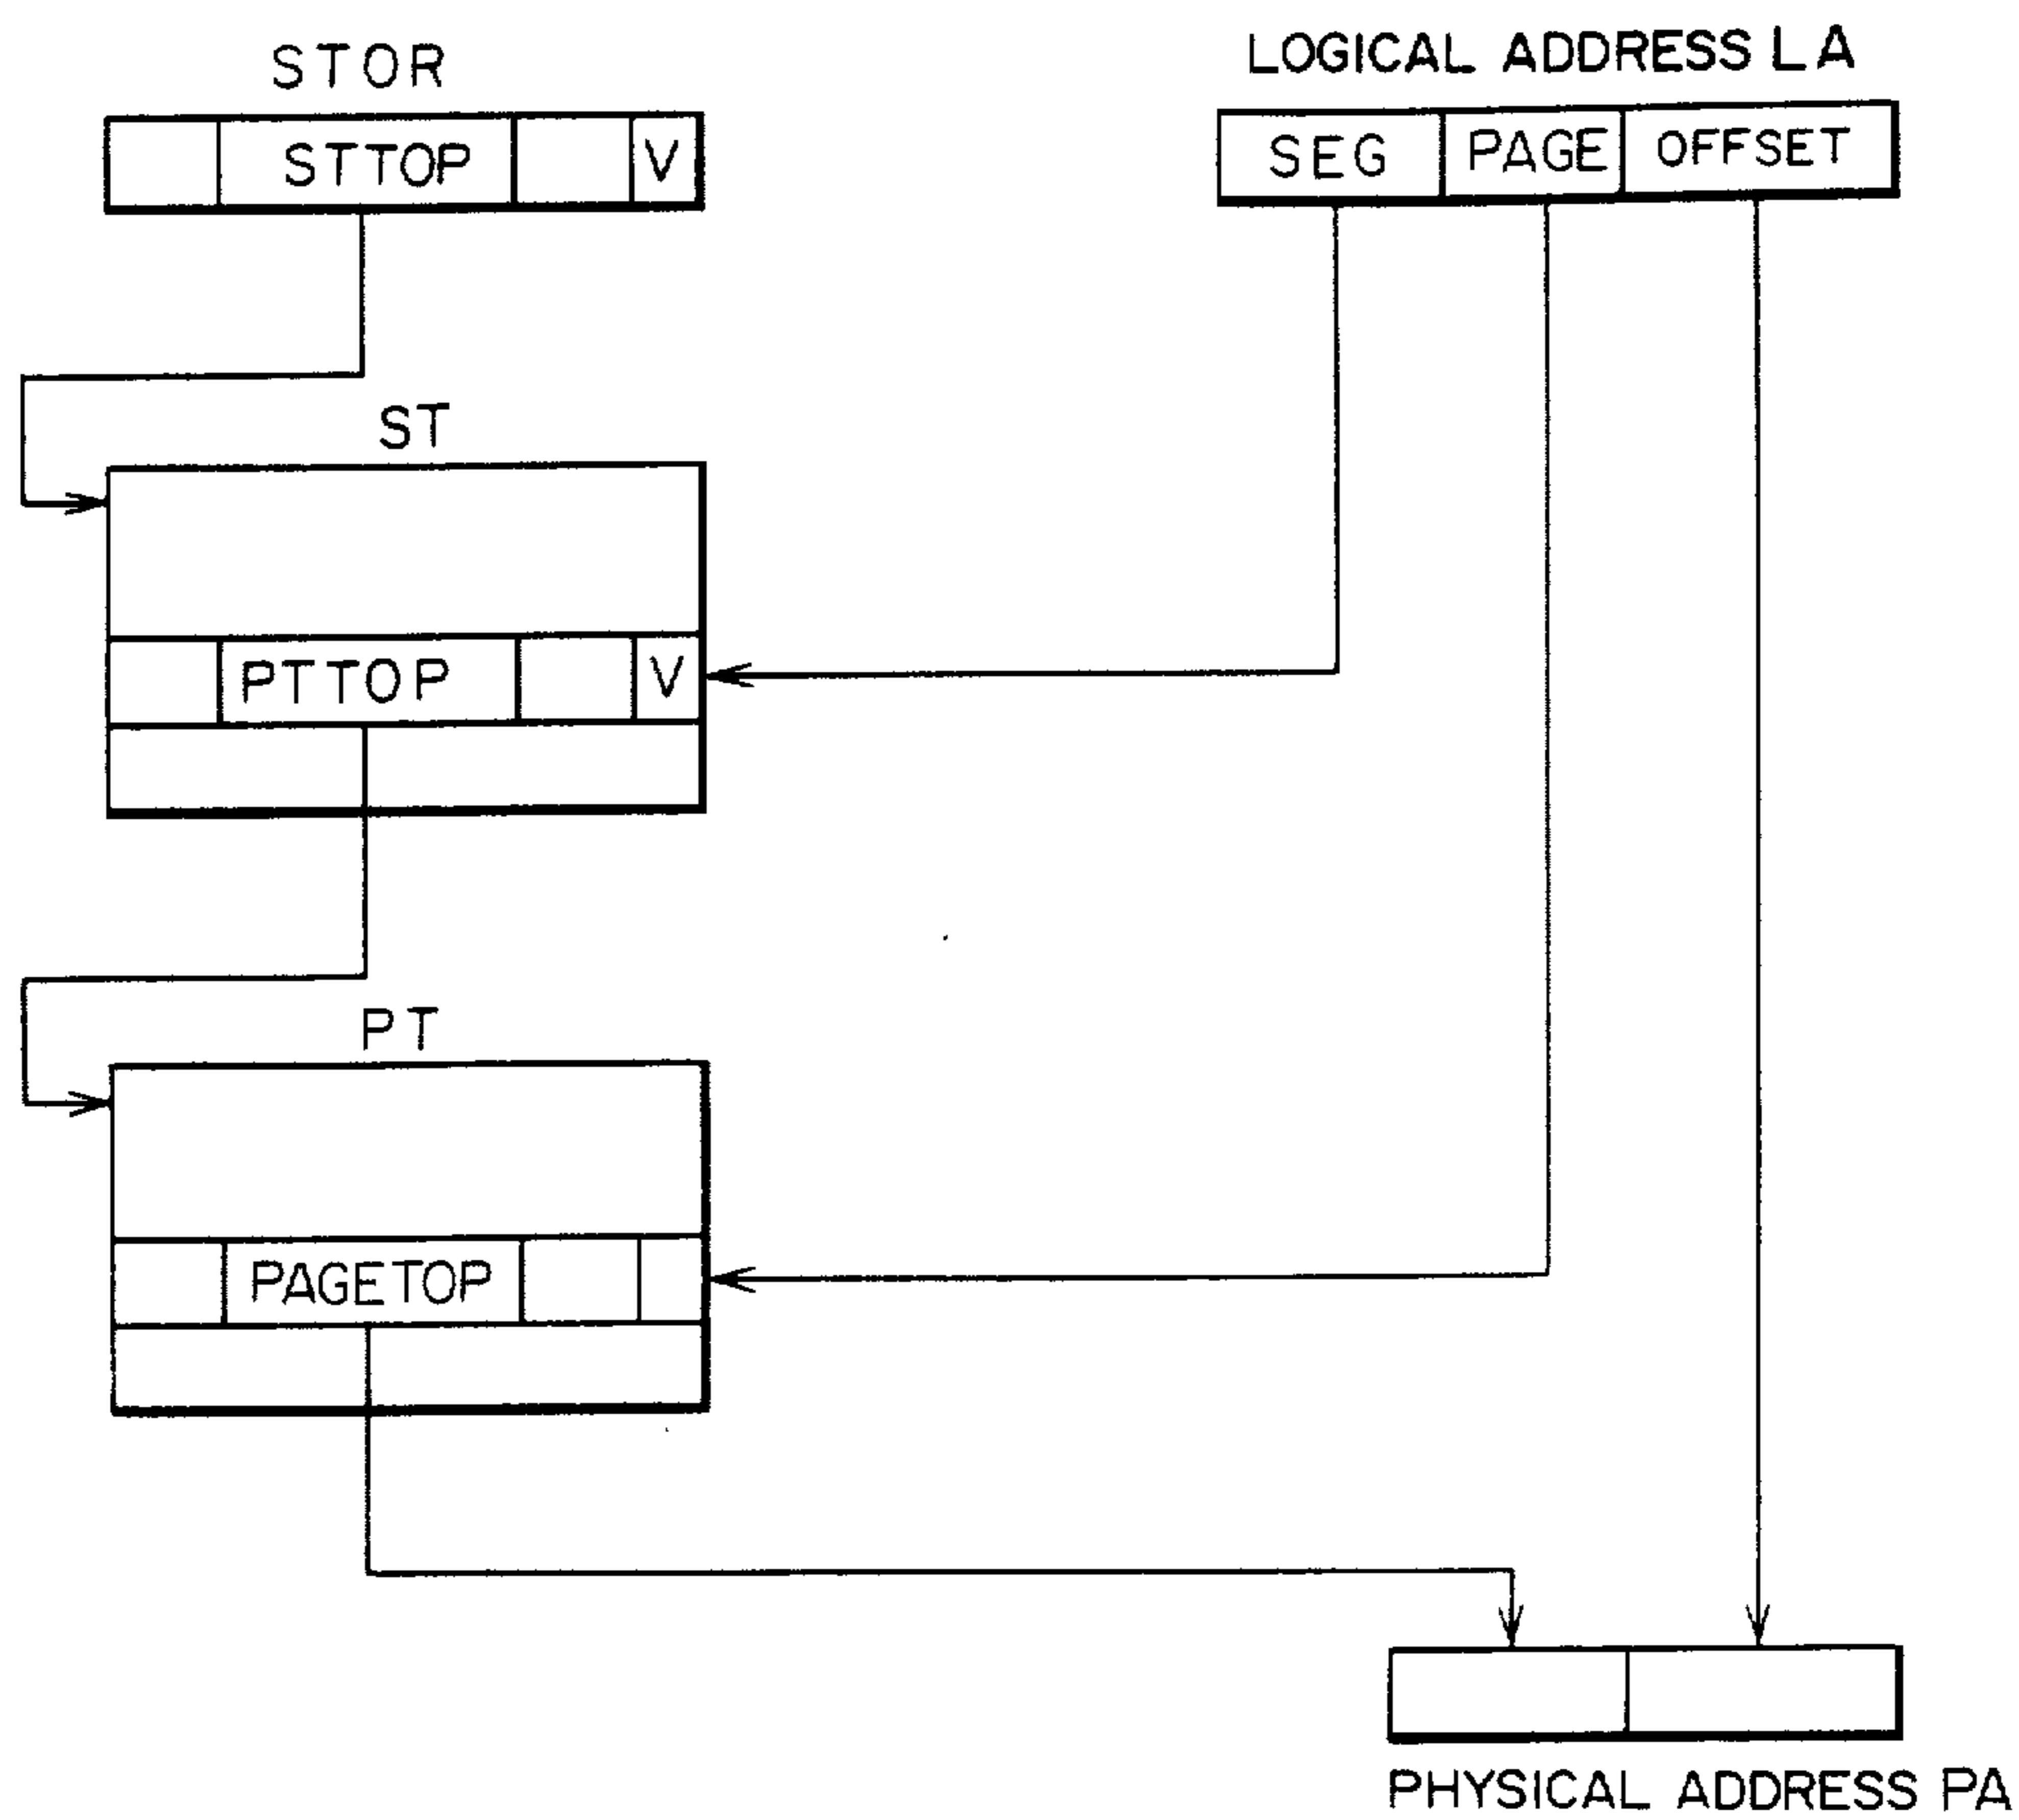 STOR
LOGICAL ADDRESS LA
STTOP V
SEG PAGE OFFSET
ST
PTTOP V
PT
PAGETOP
PHYSICAL ADDRESS PA